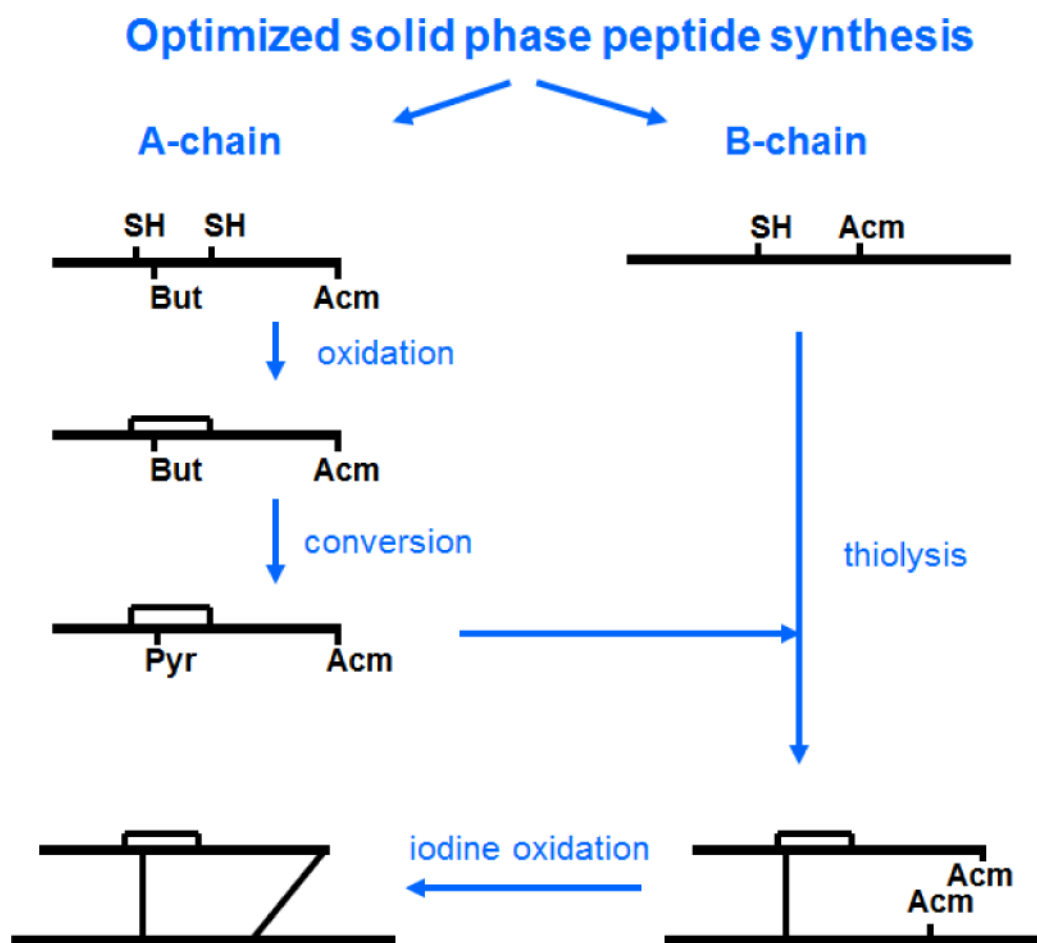 Optimized solid phase peptide synthesis
A-chain
B-chain
SH SH
SH Acm
But Acm
oxidation
But Acm
conversion
thiolysis
Pyr Acm
iodine oxidation
Acm
Acm